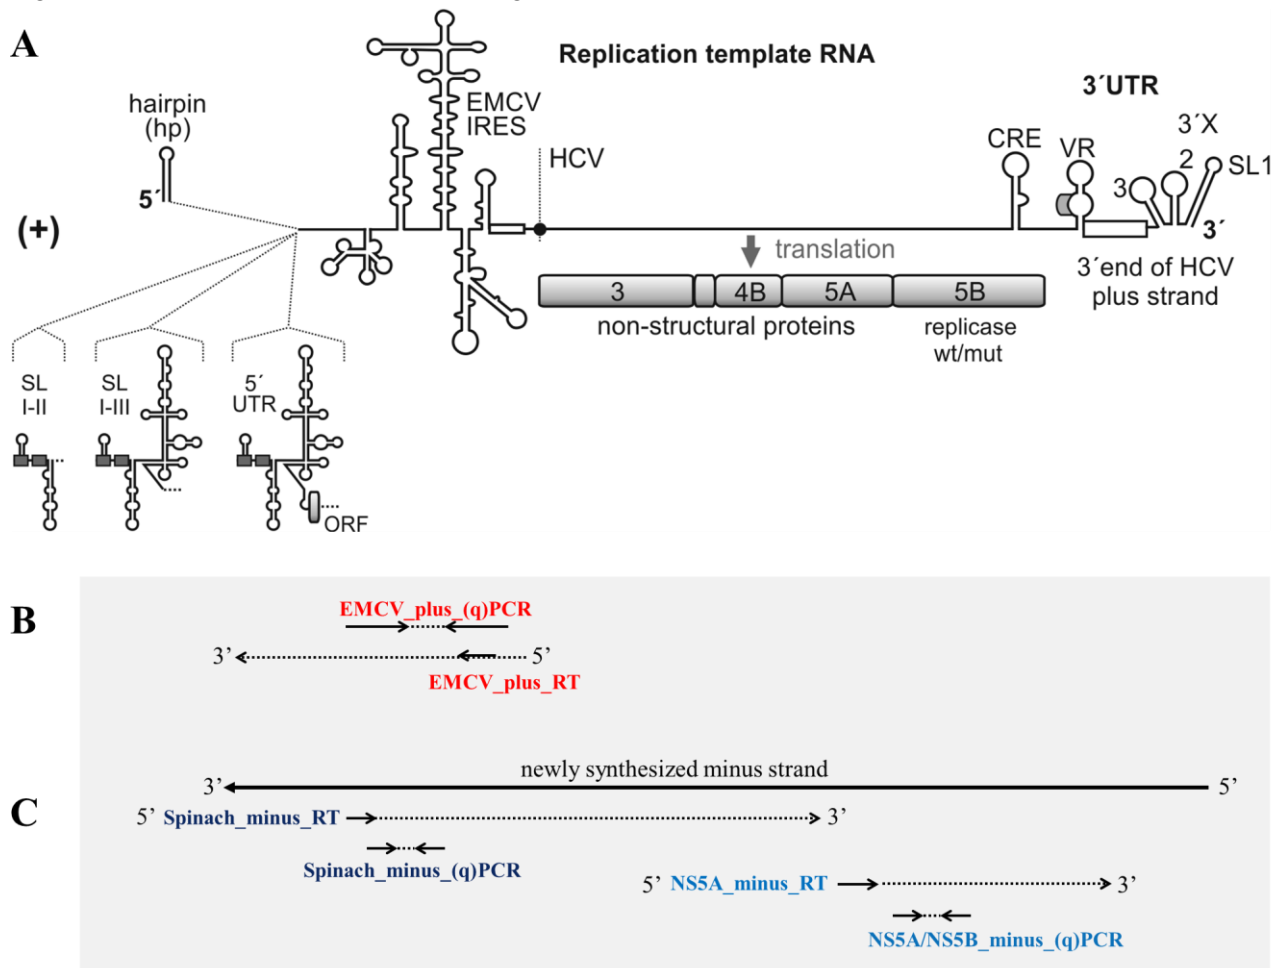 A
Replication template RNA
3´UTR
hairpin
(hp)
EMCV
IRES
HCV
CRE
VR
3´X
2
SL1
3
5´
(+)
3´
translation
3´end of HCV
plus strand
3
4B
5A
5B
non-structural proteins
replicase
wt/mut
SL
I-II
SL
I-III
5´
UTR
ORF
B
EMCV_plus_(q)PCR
3’
5’
EMCV_plus_RT
newly synthesized minus strand
3’
5’
C
5’ Spinach_minus_RT
3’
Spinach_minus_(q)PCR
5’ NS5A_minus_RT
3’
NS5A/NS5B_minus_(q)PCR